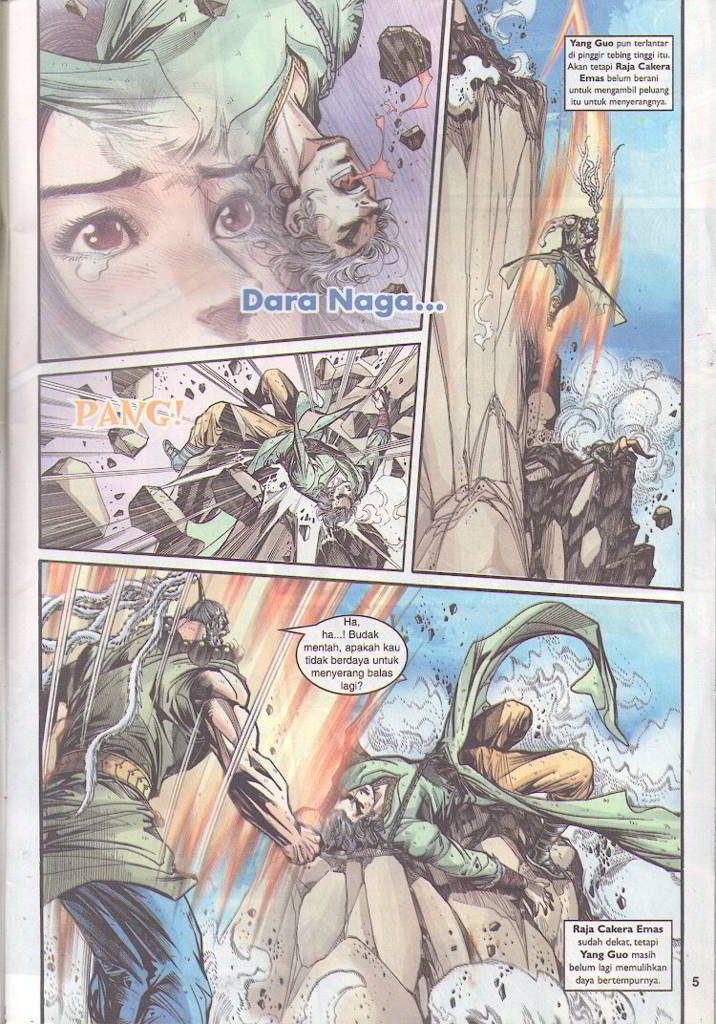 Dara Naga...
Yang Guo pun terlantar
di pinggir tebing tinggi itu.
Akan tetapi Raja Cakera
Emas belum berani
untuk mengambil peluang
itu untuk menyerangnya.
PANG!
Ha,
ha...! Budak
mentah, apakah kau
tidak berdaya untuk
menyerang balas
lagi?
Raja Cakera Emas
sudah dekat, tetapi
Yang Guo masih
belum lagi memulihkan
daya bertempurnya.
5